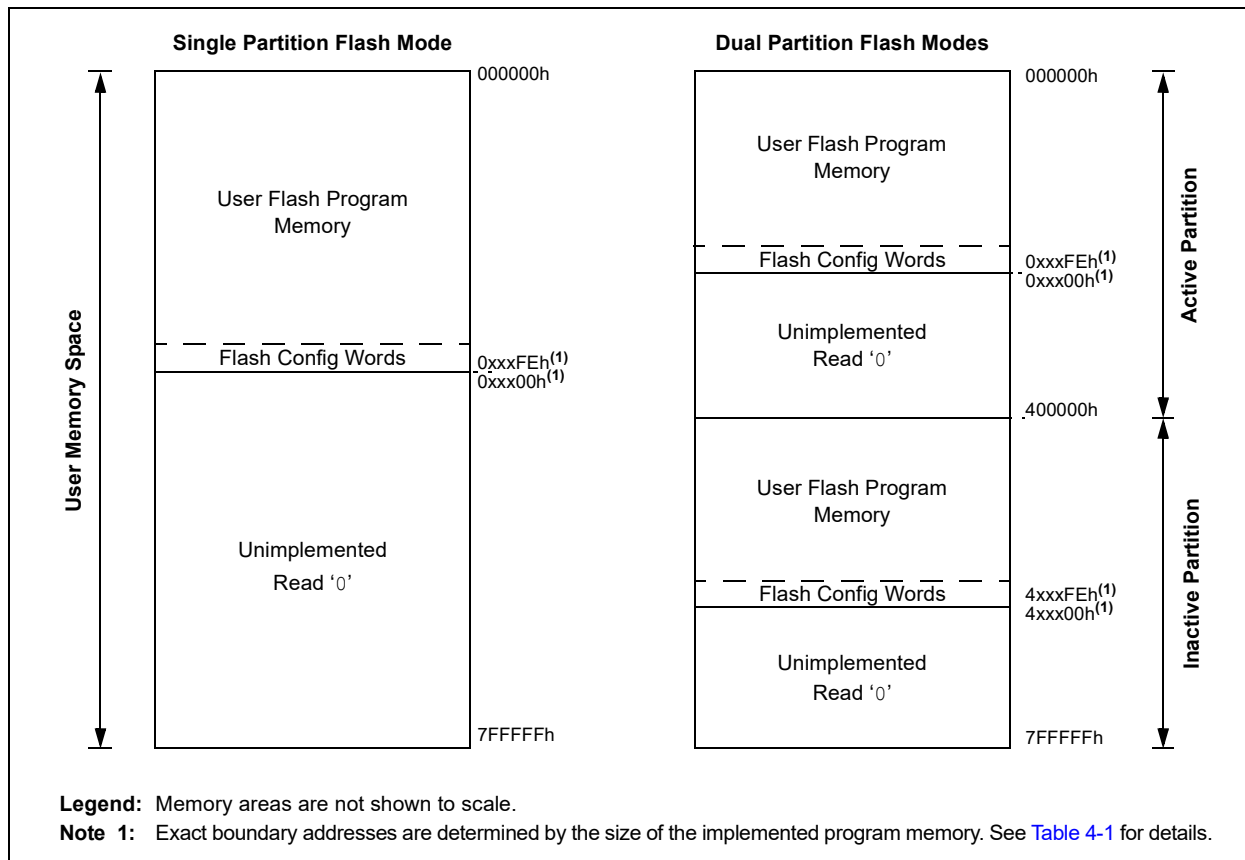 Single Partition Flash Mode
User Memory Space
000000h
User Flash Program
Memory
Flash Config Words
0xxxFEh(1)
0xxx00h(1)
Unimplemented
Read ‘0’
7FFFFFh
Dual Partition Flash Modes
000000h
User Flash Program
Memory
Flash Config Words
0xxxFEh(1)
0xxx00h(1)
Unimplemented
Read ‘0’
Active Partition
400000h
User Flash Program
Memory
Flash Config Words
4xxxFEh(1)
4xxx00h(1)
Unimplemented
Read ‘0’
Inactive Partition
7FFFFFh
Legend: Memory areas are not shown to scale.
Note 1: Exact boundary addresses are determined by the size of the implemented program memory. See Table 4-1 for details.